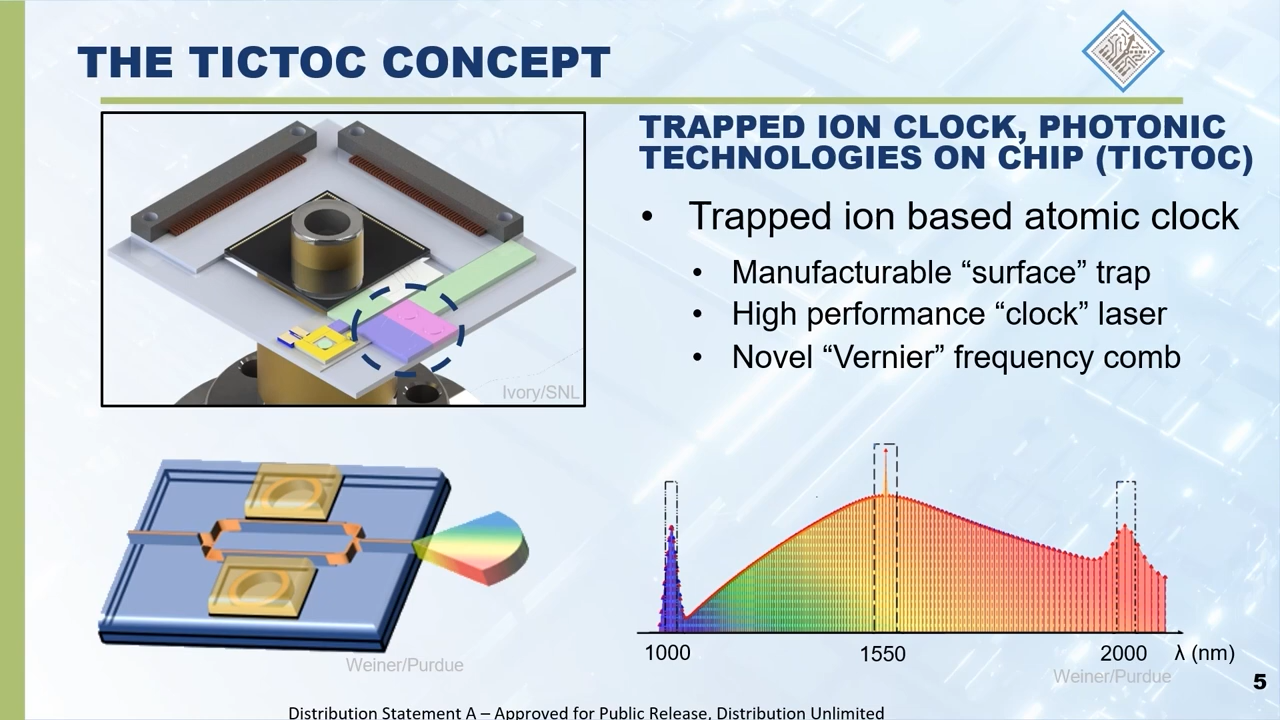 THE TICTOC CONCEPT
TRAPPED ION CLOCK, PHOTONIC
TECHNOLOGIES ON CHIP (TICTOC)
• Trapped ion based atomic clock
• Manufacturable “surface” trap
• High performance “clock” laser
• Novel “Vernier” frequency comb
Ivory/SNL
Weiner/Purdue
1000 1550 2000 λ (nm)
Weiner/Purdue
5
Distribution Statement A – Approved for Public Release, Distribution Unlimited